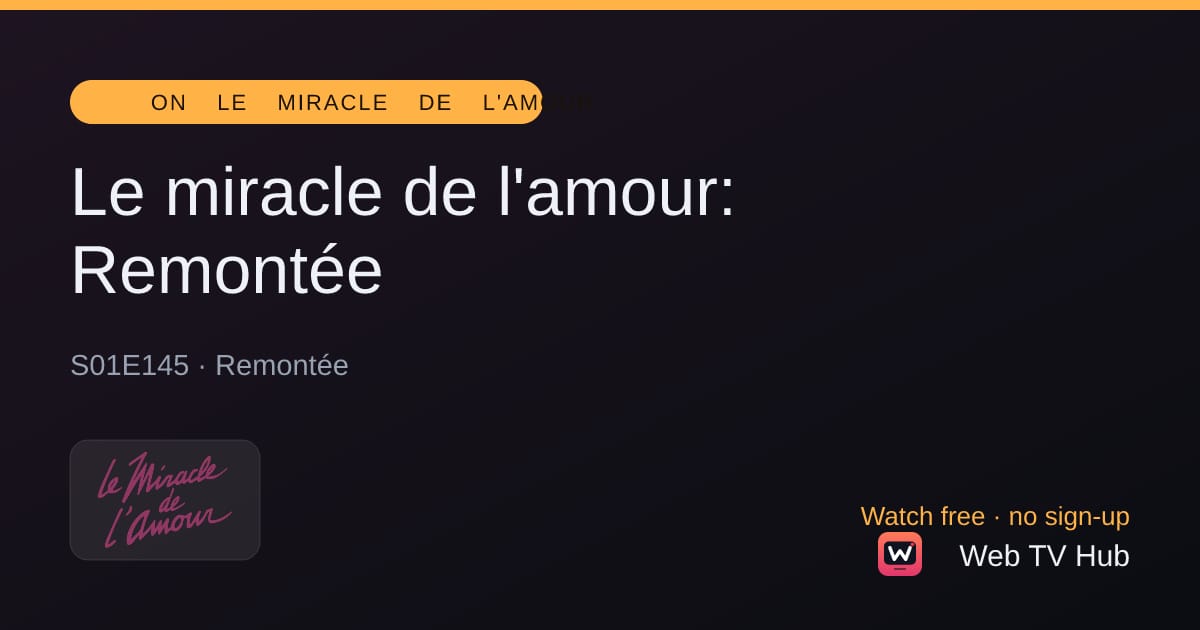 ON LE MIRACLE DE L'AMOUR
Le miracle de l'amour:
Remontée
S01E145 · Remontée
Le Miracle
de
l'Amour
Watch free · no sign-up
W
Web TV Hub